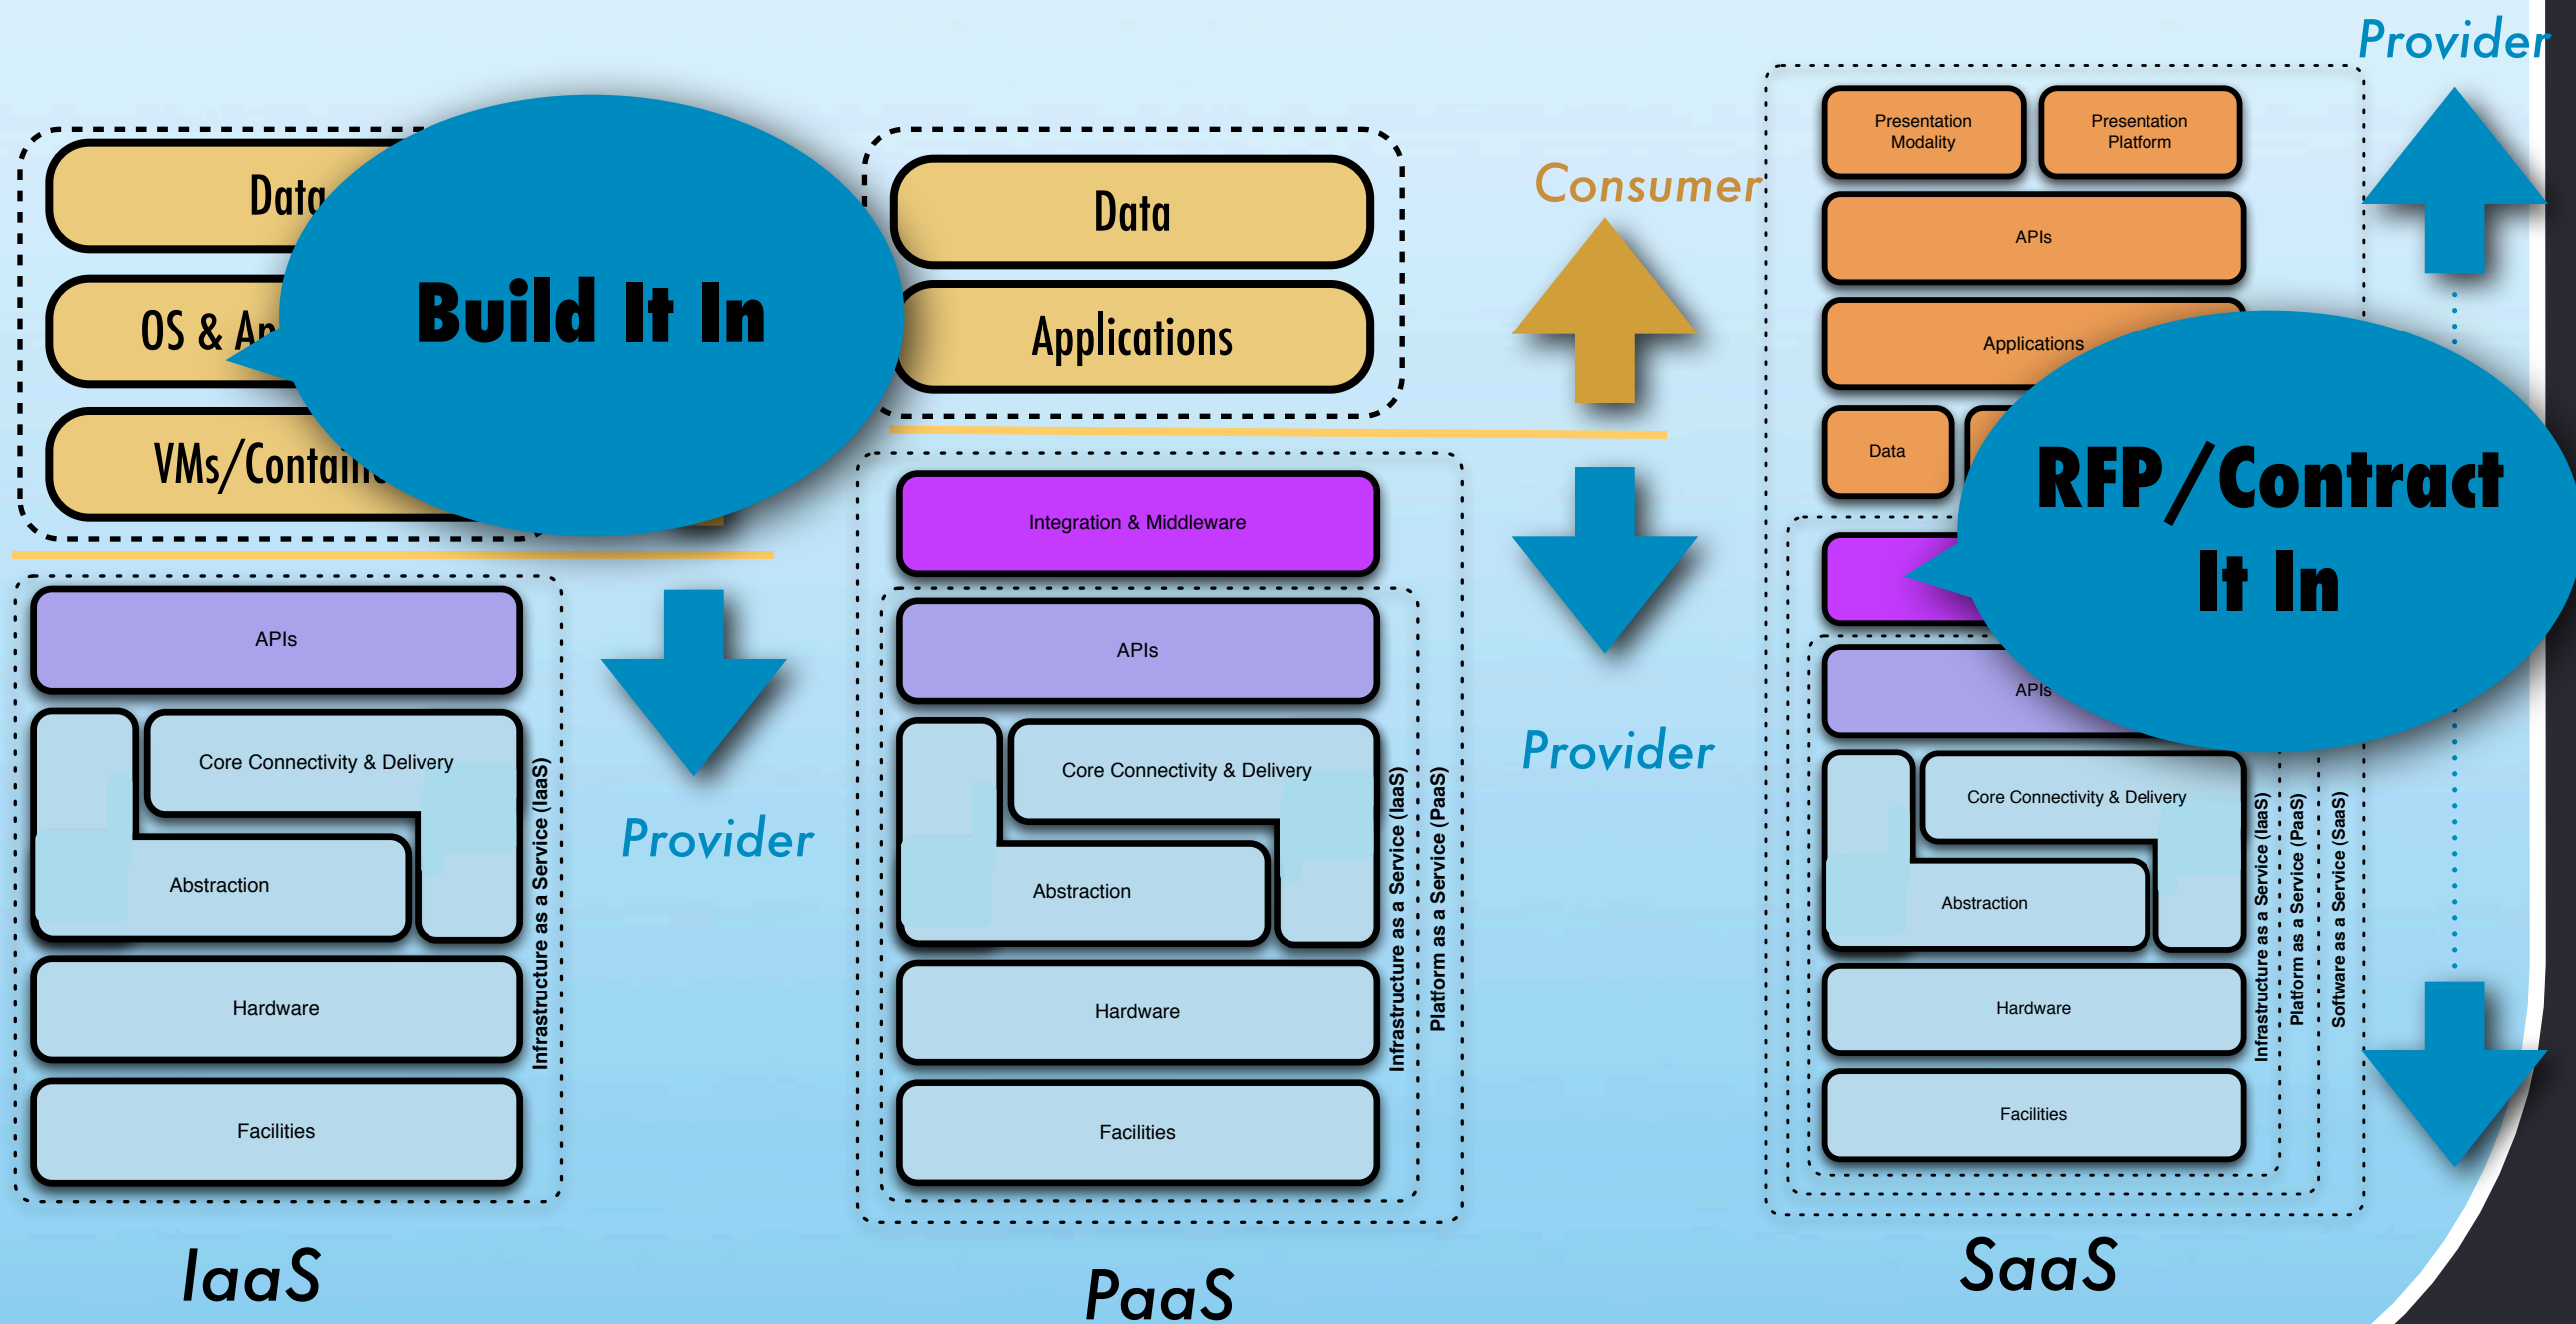 Data
OS &
Build It In
IaaS
APIs
Core Connectivity & Delivery
Abstraction
Hardware
Facilities
Infrastructure as a Service (IaaS)
Provider
Data
Applications
Consumer
Integration & Middleware
APIs
Core Connectivity & Delivery
Abstraction
Hardware
Facilities
Infrastructure as a Service (IaaS)
Platform as a Service (PaaS)
PaaS
Provider
Provider
Presentation
Modality
Presentation
Platform
APIs
Applications
Data
RFP/Contract
It In
APIs
Core Connectivity & Delivery
Abstraction
Hardware
Facilities
Infrastructure as a Service (IaaS)
Platform as a Service (PaaS)
Software as a Service (SaaS)
SaaS